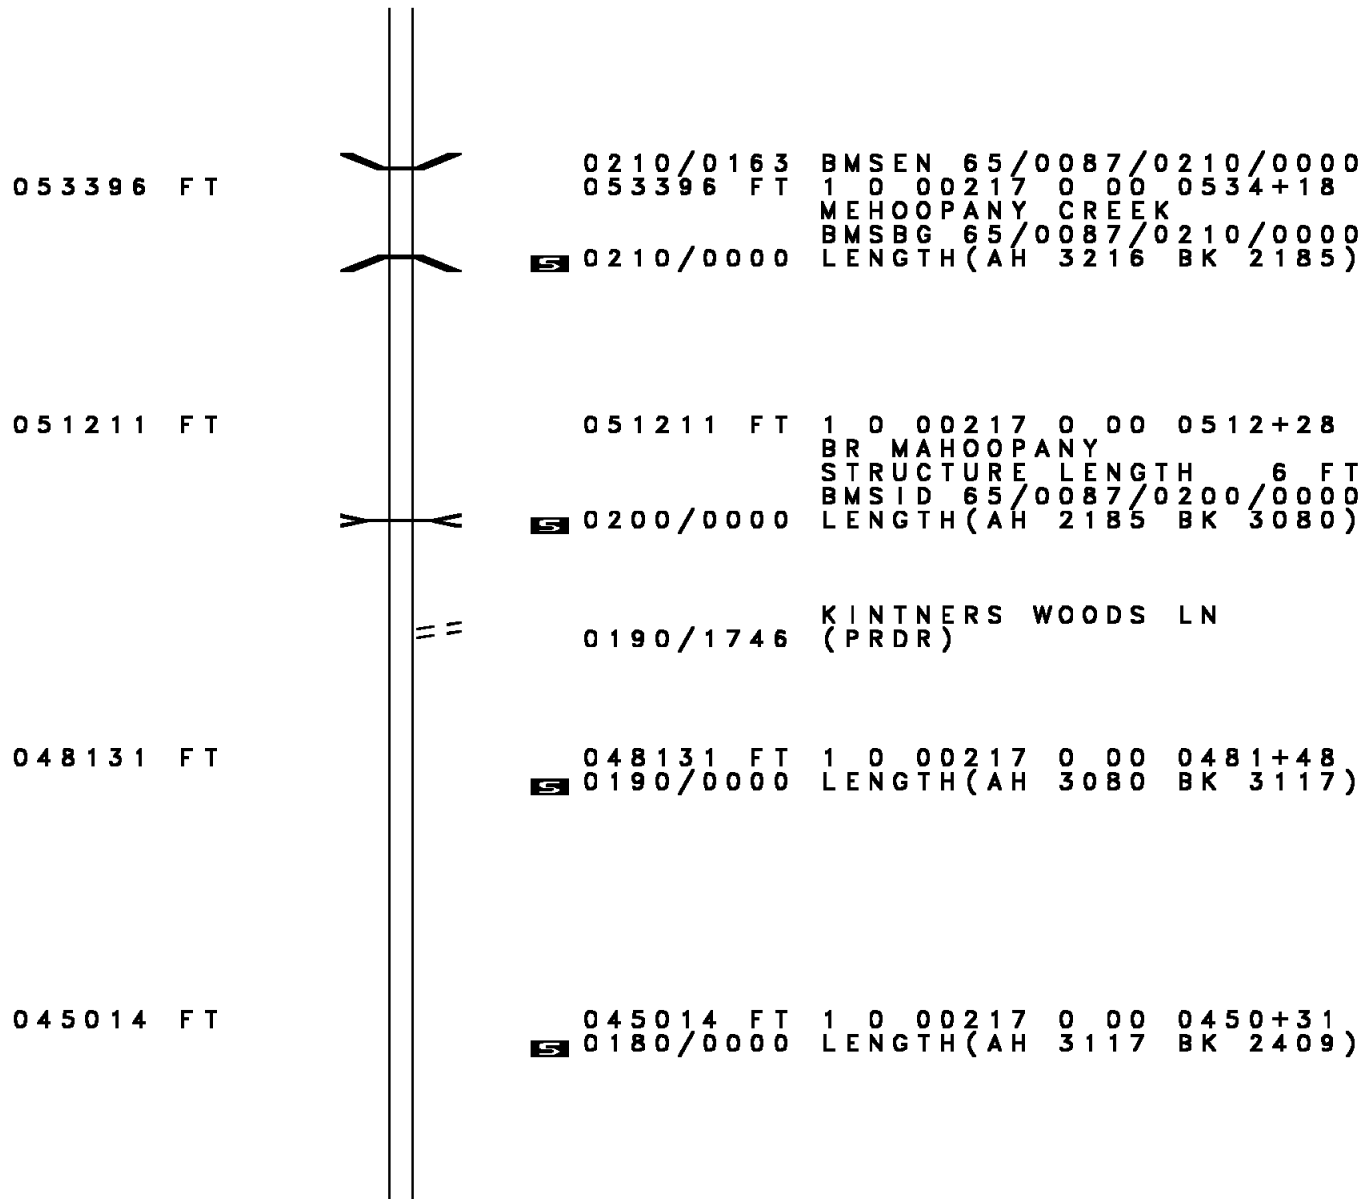 0210/0163 BMSEN 65/0087/0210/0000
053396 FT 053396 FT 1 0 00217 0 00 0534+18
MEHOOPANY CREEK
BMSBG 65/0087/0210/0000
S 0210/0000 LENGTH(AH 3216 BK 2185)
051211 FT 051211 FT 1 0 00217 0 00 0512+28
BR MAHOOPANY
STRUCTURE LENGTH 6 FT
BMSID 65/0087/0200/0000
S 0200/0000 LENGTH(AH 2185 BK 3080)
KINTNERS WOODS LN
0190/1746 (PRDR)
048131 FT 048131 FT 1 0 00217 0 00 0481+48
S 0190/0000 LENGTH(AH 3080 BK 3117)
045014 FT 045014 FT 1 0 00217 0 00 0450+31
S 0180/0000 LENGTH(AH 3117 BK 2409)